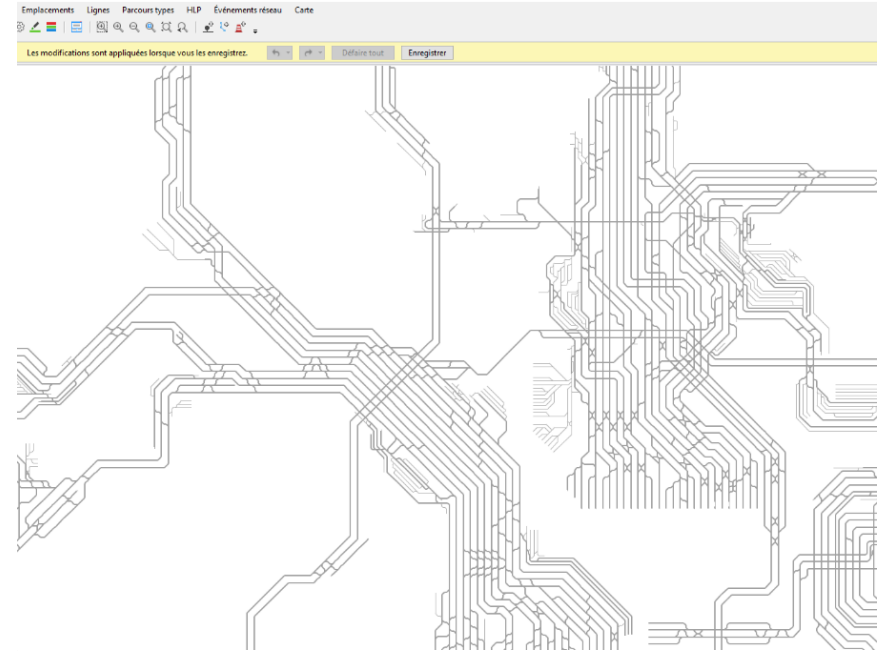 Emplacements Lignes Parcours types HLP Événements réseau Carte
Les modifications sont appliquées lorsque vous les enregistrez. Défaire tout Enregistrer